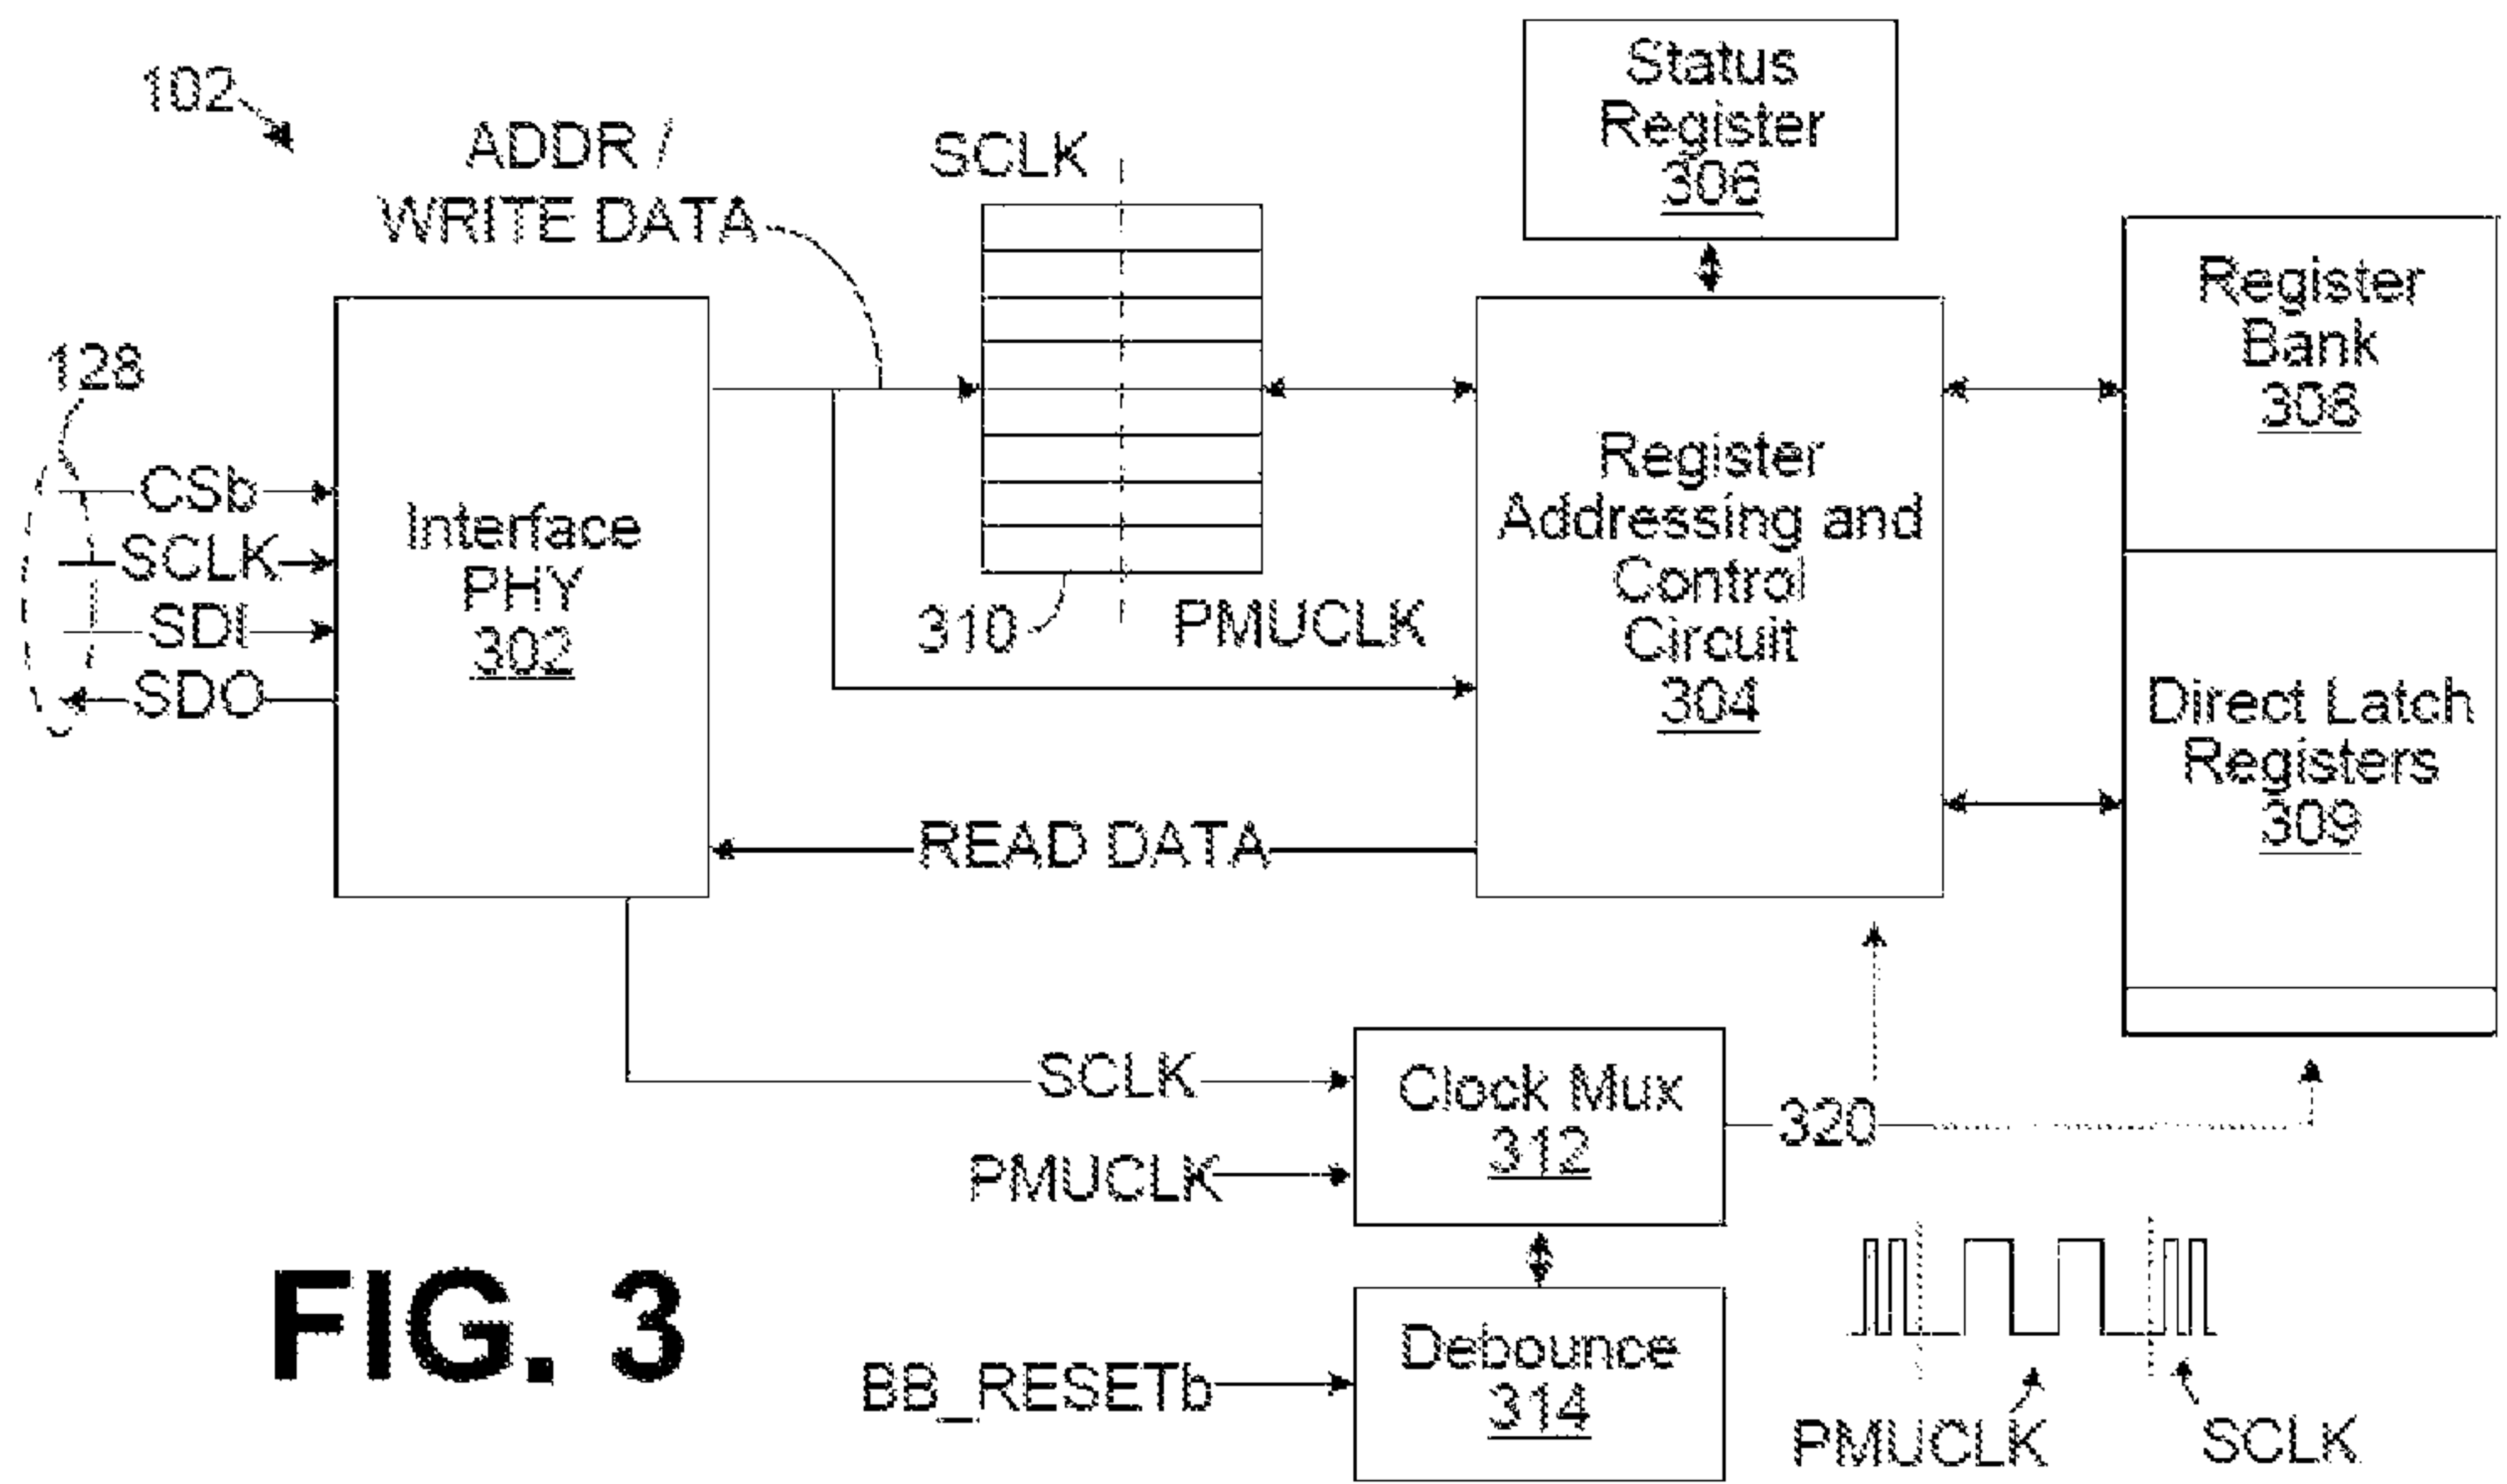 102
ADDR /
WRITE DATA
SCLK
Status
Register
306
128
CSb
SCLK
SDI
SDO
Interface
PHY
302
310
PMUCLK
Register
Addressing and
Control
Circuit
304
Register
Bank
308
Direct Latch
Registers
309
READ DATA
SCLK
PMUCLK
Clock Mux
312
320
BB_RESETb
Debounce
314
PMUCLK
SCLK
FIG. 3